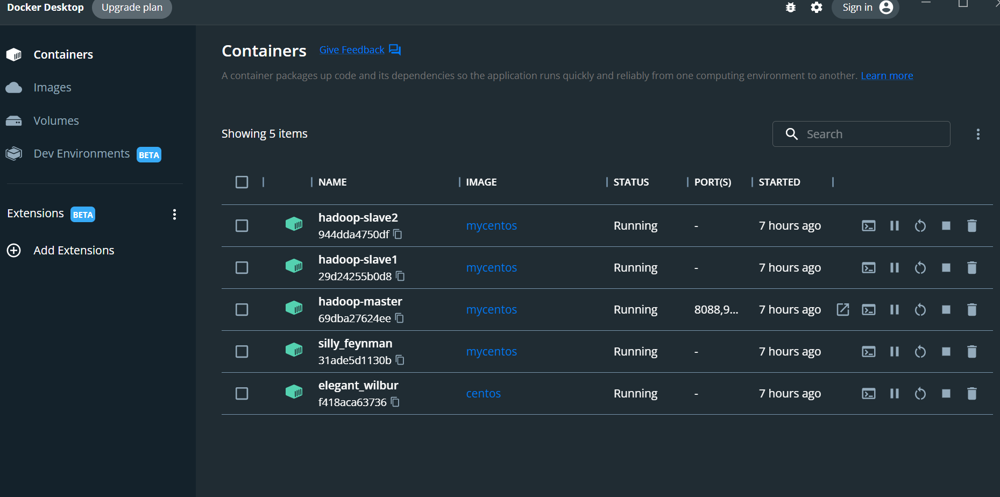 Docker Desktop Upgrade plan Sign in
Containers
Images
Volumes
Dev Environments BETA
Extensions BETA
Add Extensions
Containers Give Feedback
A container packages up code and its dependencies so the application runs quickly and reliably from one computing environment to another. Learn more
Showing 5 items Search
NAME IMAGE STATUS PORT(S) STARTED
hadoop-slave2
944dda4750df mycentos Running - 7 hours ago
hadoop-slave1
29d24255b0d8 mycentos Running - 7 hours ago
hadoop-master
69dba27624ee mycentos Running 8088,9... 7 hours ago
silly_feynman
31ade5d1130b mycentos Running - 7 hours ago
elegant_wilbur
f418aca63736 centos Running - 7 hours ago